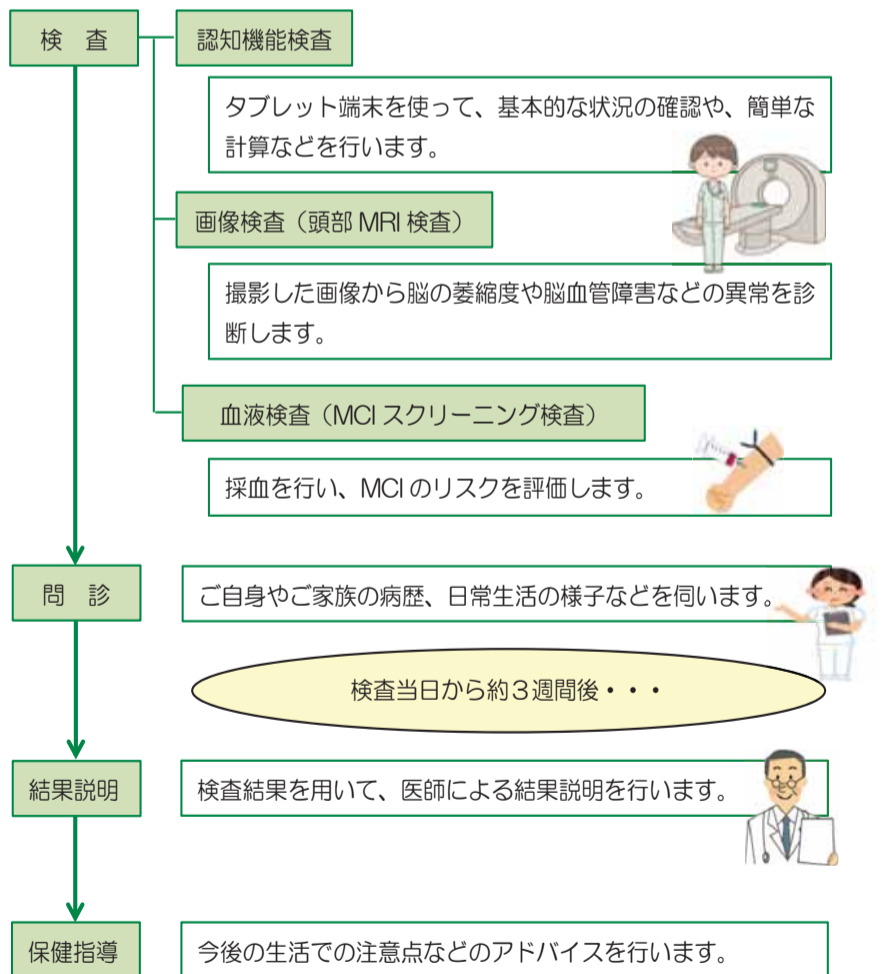 検　査
認知機能検査
タブレット端末を使って、基本的な状況の確認や、簡単な
計算などを行います。
画像検査（頭部 MRI 検査）
撮影した画像から脳の萎縮度や脳血管障害などの異常を診
断します。
血液検査（MCI スクリーニング検査）
採血を行い、MCI のリスクを評価します。
問　診
ご自身やご家族の病歴、日常生活の様子などを伺います。
検査当日から約３週間後・・・
結果説明
検査結果を用いて、医師による結果説明を行います。
保健指導
今後の生活での注意点などのアドバイスを行います。